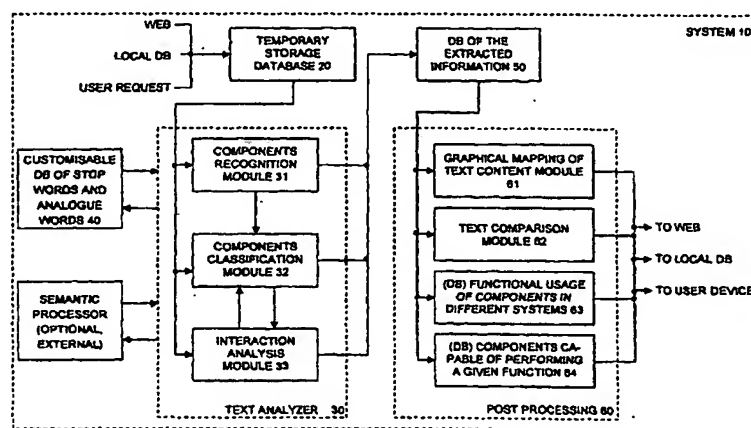 WEB
LOCAL DB
USER REQUEST
TEMPORARY
STORAGE
DATABASE 20
DB OF THE
EXTRACTED
INFORMATION 50
SYSTEM 10
CUSTOMISABLE
DB OF STOP
WORDS AND
ANALOGUE
WORDS 40
COMPONENTS
RECOGNITION
MODULE 31
COMPONENTS
CLASSIFICATION
MODULE 32
SEMANTIC
PROCESSOR
(OPTIONAL,
EXTERNAL)
INTERACTION
ANALYSIS
MODULE 33
TEXT ANALYZER 30
GRAPHICAL MAPPING OF
TEXT CONTENT MODULE
61
TEXT COMPARISON
MODULE 62
(DB) FUNCTIONAL USAGE
OF COMPONENTS IN
DIFFERENT SYSTEMS 63
(DB) COMPONENTS CA-
PABLE OF PERFORMING
A GIVEN FUNCTION 64
POST PROCESSING 60
TO WEB
TO LOCAL DB
TO USER DEVICE